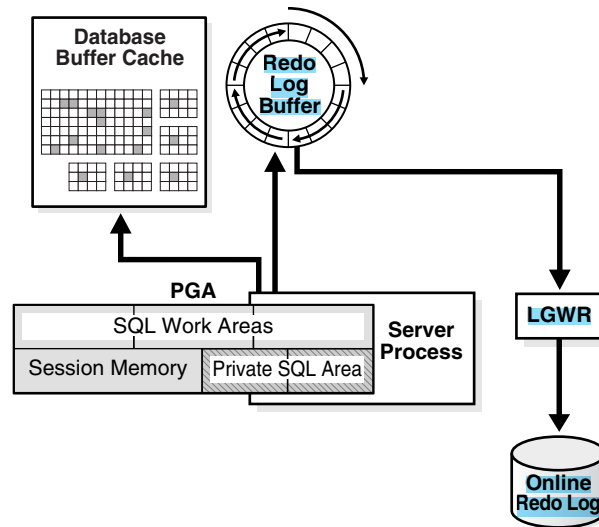 Database
Buffer Cache
Redo
Log
Buffer
PGA
SQL Work Areas
Session Memory
Private SQL Area
Server
Process
LGWR
Online
Redo Log